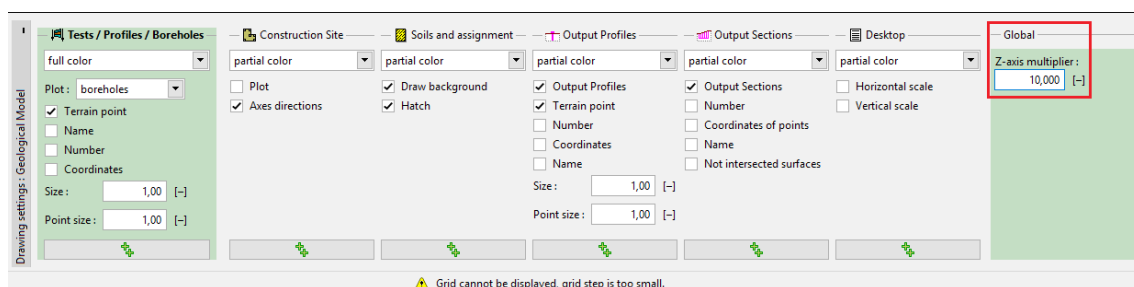 Drawing settings : Geological Model
Tests / Profiles / Boreholes
full color
Plot : boreholes
Terrain point
Name
Number
Coordinates
Size : 1,00 [–]
Point size : 1,00 [–]
Construction Site
partial color
Plot
Axes directions
Soils and assignment
partial color
Draw background
Hatch
Output Profiles
partial color
Output Profiles
Terrain point
Number
Coordinates
Name
Size : 1,00 [–]
Point size : 1,00 [–]
Output Sections
partial color
Output Sections
Number
Coordinates of points
Name
Not intersected surfaces
Desktop
partial color
Horizontal scale
Vertical scale
Global
Z-axis multiplier :
10,000 [–]
Grid cannot be displayed, grid step is too small.